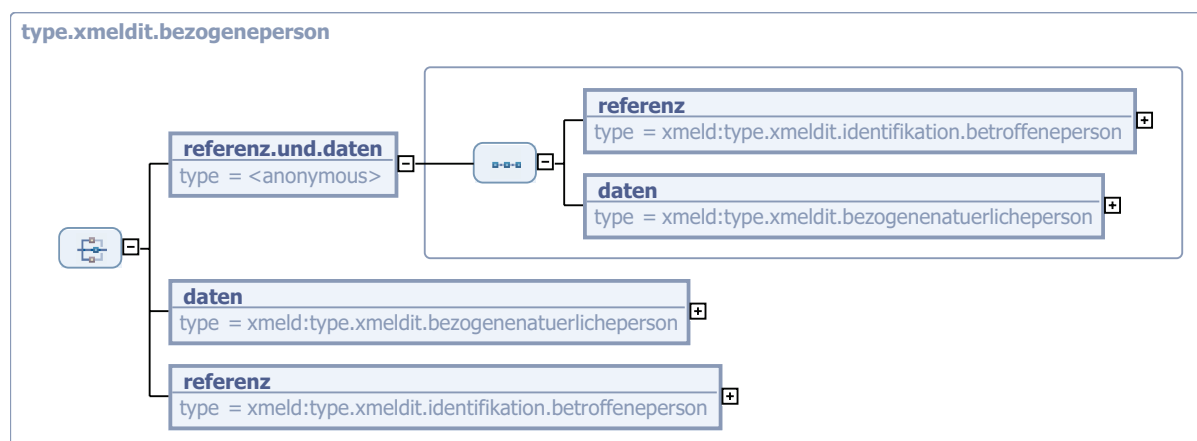 type.xmeldit.bezogeneperson
referenz
type = xmeld:type.xmeldit.identifikation.betroffeneperson
referenz.und.daten
type = <anonymous>
daten
type = xmeld:type.xmeldit.bezogenenatuerlicheperson
daten
type = xmeld:type.xmeldit.bezogenenatuerlicheperson
referenz
type = xmeld:type.xmeldit.identifikation.betroffeneperson